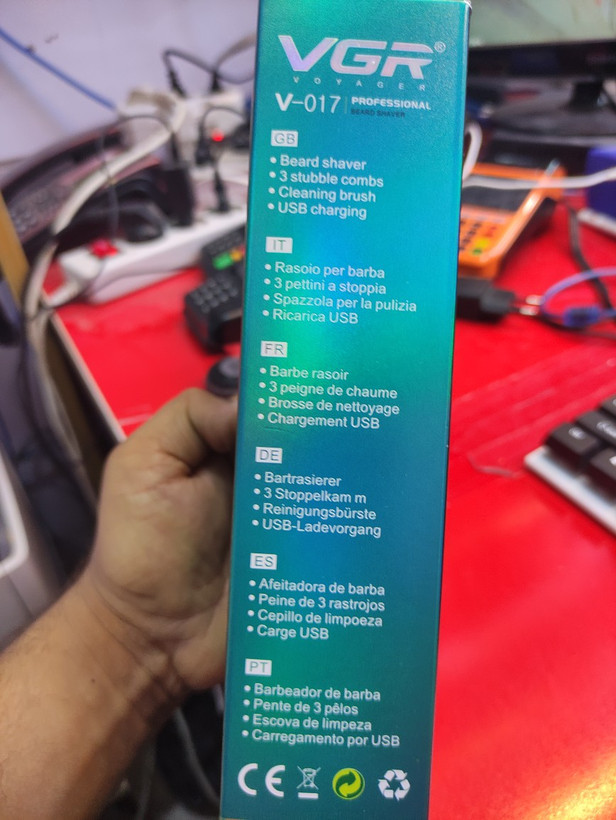 VGR®
VOYAGER
V-017 | PROFESSIONAL
BEARD SHAVER
GB
• Beard shaver
• 3 stubble combs
• Cleaning brush
• USB charging
IT
• Rasoio per barba
• 3 pettini a stoppia
• Spazzola per la pulizia
• Ricarica USB
FR
• Barbe rasoir
• 3 peigne de chaume
• Brosse de nettoyage
• Chargement USB
DE
• Bartrasierer
• 3 Stoppelkam m
• Reinigungsbürste
• USB-Ladevorgang
ES
• Afeitadora de barba
• Peine de 3 rastrojos
• Cepillo de limpoeza
• Carge USB
PT
• Barbeador de barba
• Pente de 3 pêlos
• Escova de limpeza
• Carregamento por USB
CE